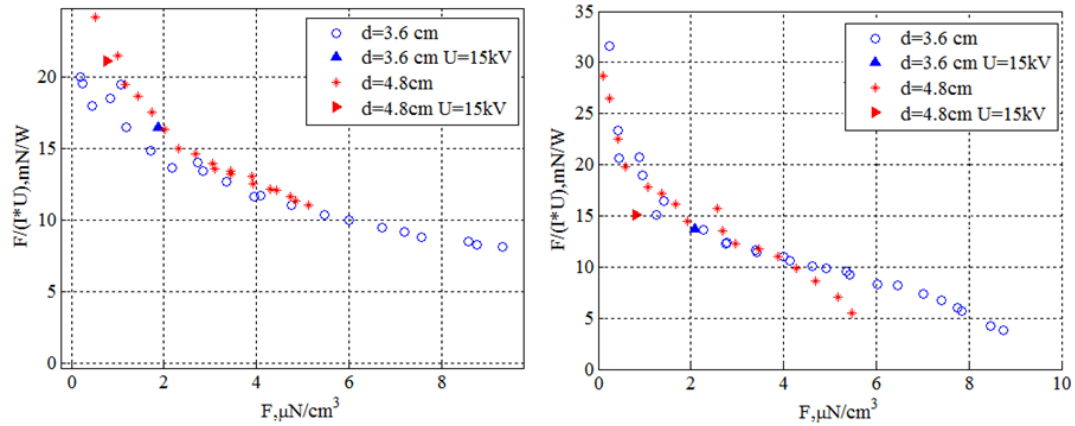 F/(I*U),mN/W
20
15
10
5
0
0
2
4
6
8
F,μN/cm³
d=3.6 cm
d=3.6 cm U=15kV
d=4.8cm
d=4.8cm U=15kV
F/(I*U),mN/W
35
30
25
20
15
10
5
0
0
2
4
6
8
10
F,μN/cm³
d=3.6 cm
d=3.6 cm U=15kV
d=4.8cm
d=4.8cm U=15kV